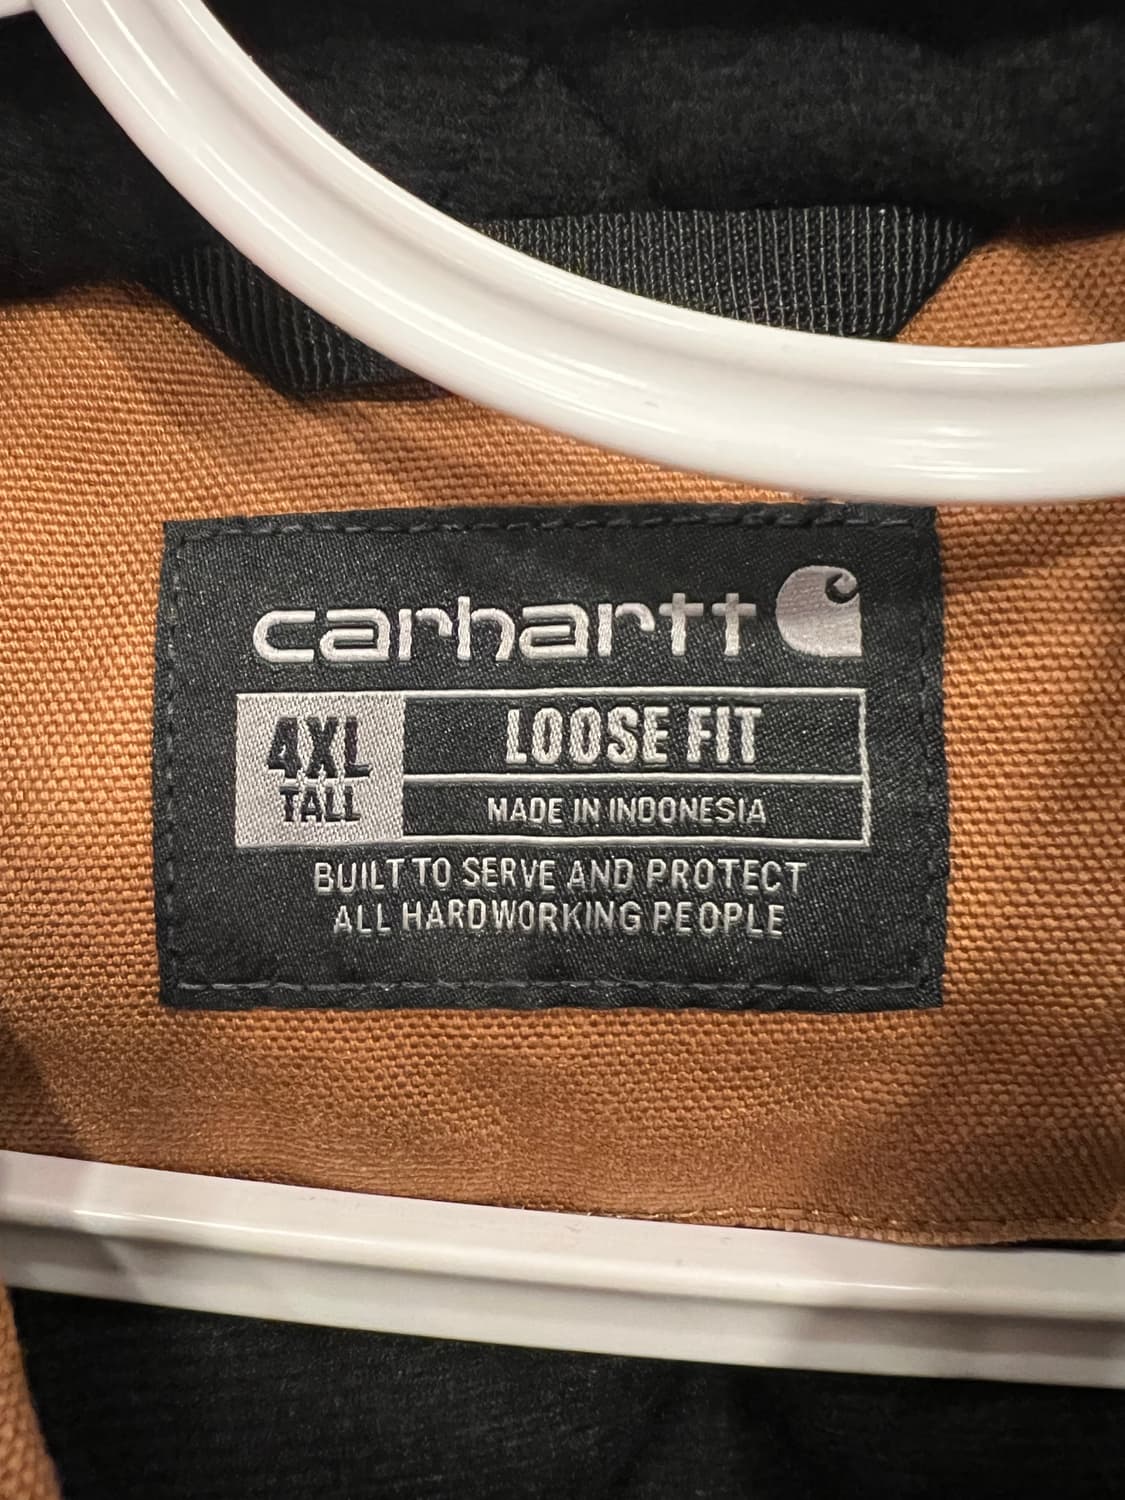 carhartt
4XL
TALL
LOOSE FIT
MADE IN INDONESIA
BUILT TO SERVE AND PROTECT
ALL HARDWORKING PEOPLE